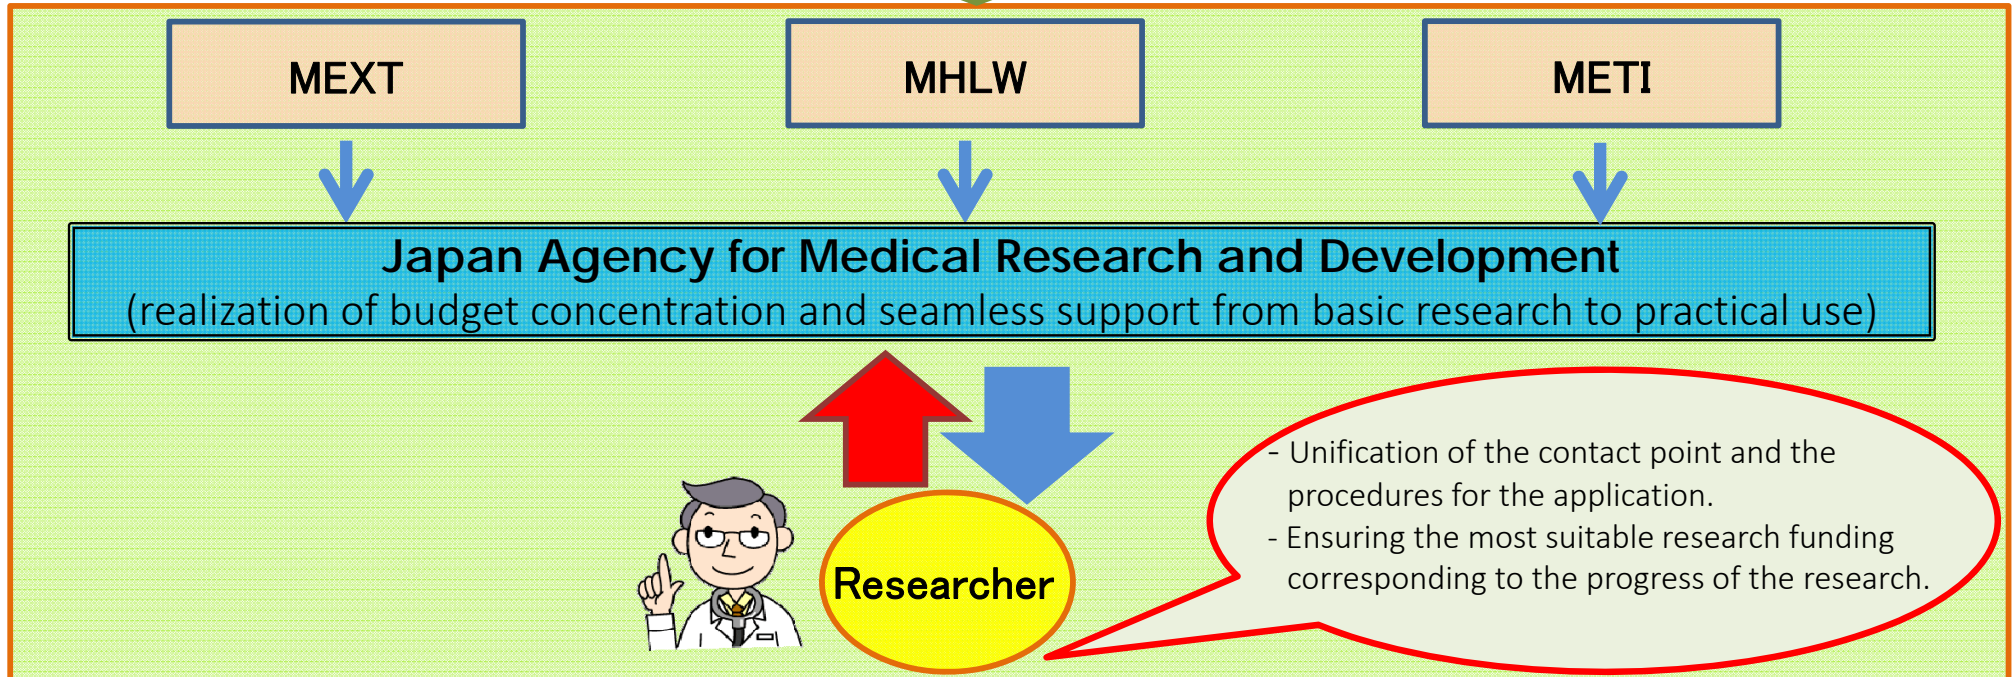 MEXT MHLW METI
Japan Agency for Medical Research and Development
(realization of budget concentration and seamless support from basic research to practical use)
- Unification of the contact point and the
procedures for the application.
- Ensuring the most suitable research funding
corresponding to the progress of the research.
Researcher